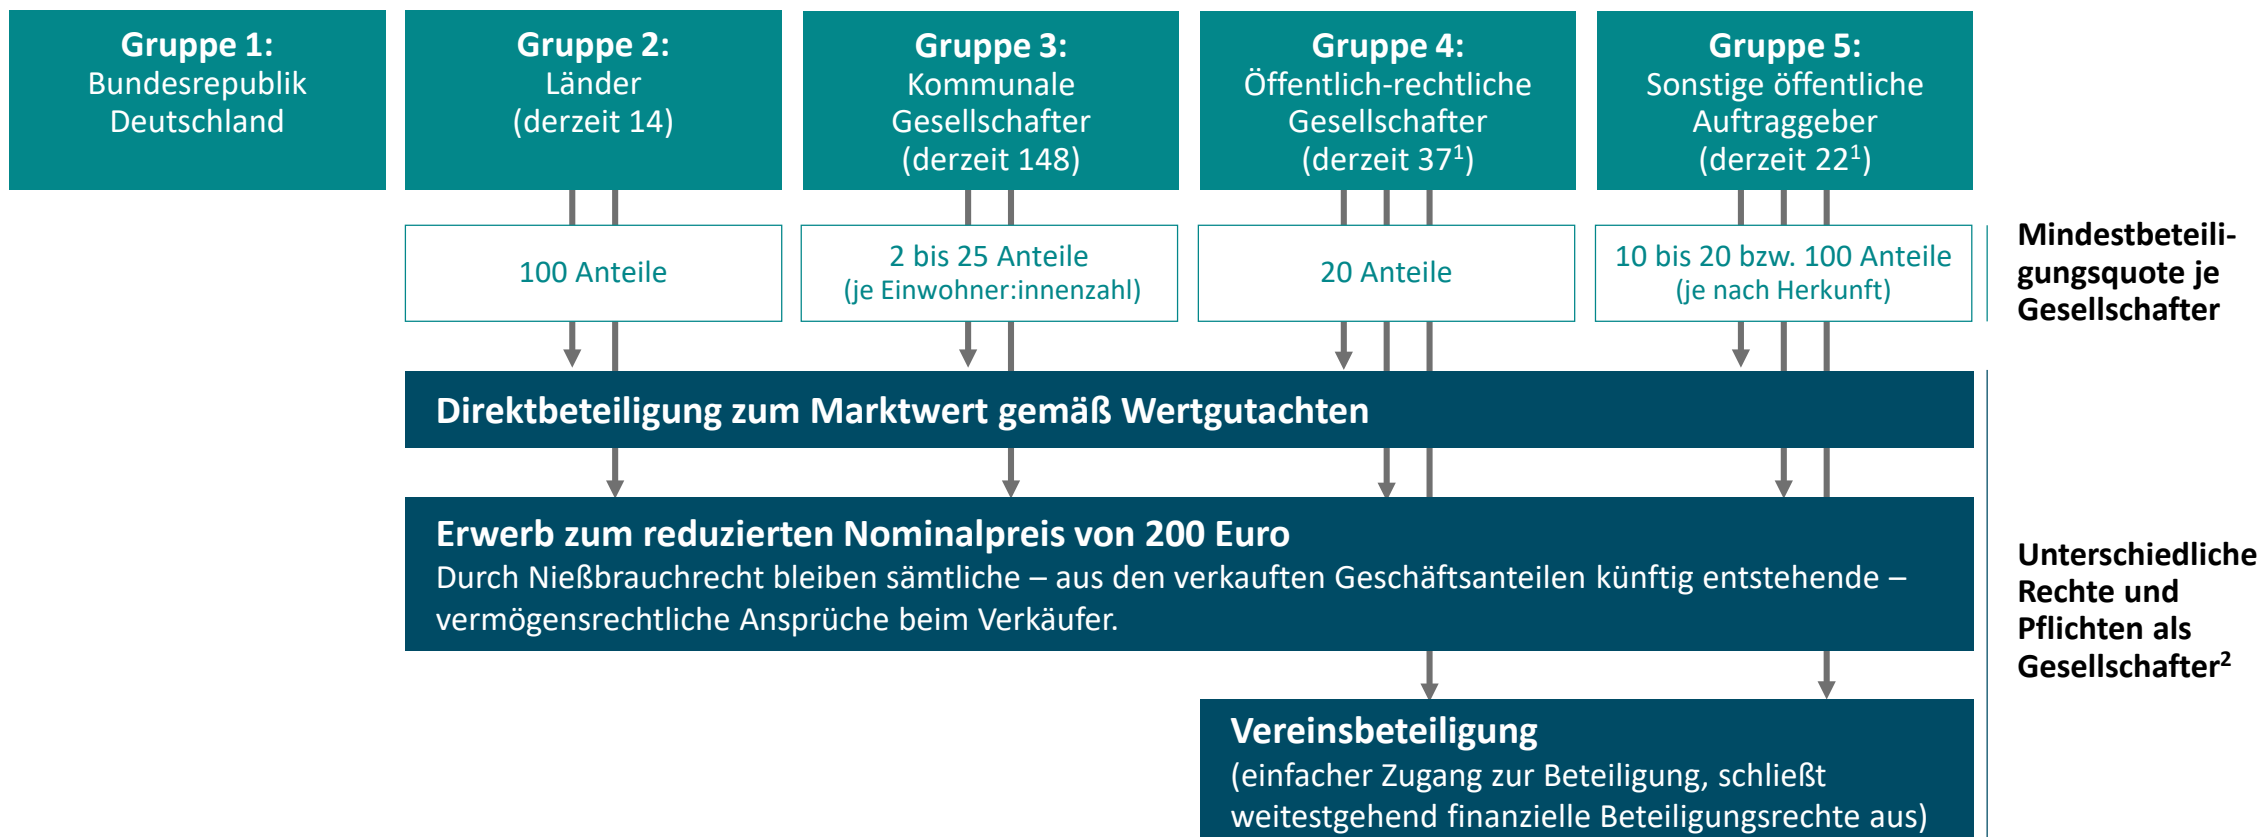 Gruppe 1:
Bundesrepublik
Deutschland
Gruppe 2:
Länder
(derzeit 14)
Gruppe 3:
Kommunale
Gesellschafter
(derzeit 148)
Gruppe 4:
Öffentlich-rechtliche
Gesellschafter
(derzeit 37¹)
Gruppe 5:
Sonstige öffentliche
Auftraggeber
(derzeit 22¹)
100 Anteile
2 bis 25 Anteile
(je Einwohner:innenzahl)
20 Anteile
10 bis 20 bzw. 100 Anteile
(je nach Herkunft)
Mindestbeteili-
gungsquote je
Gesellschafter
Direktbeteiligung zum Marktwert gemäß Wertgutachten
Erwerb zum reduzierten Nominalpreis von 200 Euro
Durch Nießbrauchrecht bleiben sämtliche – aus den verkauften Geschäftsanteilen künftig entstehende –
vermögensrechtliche Ansprüche beim Verkäufer.
Unterschiedliche
Rechte und
Pflichten als
Gesellschafter²
Vereinsbeteiligung
(einfacher Zugang zur Beteiligung, schließt
weitestgehend finanzielle Beteiligungsrechte aus)